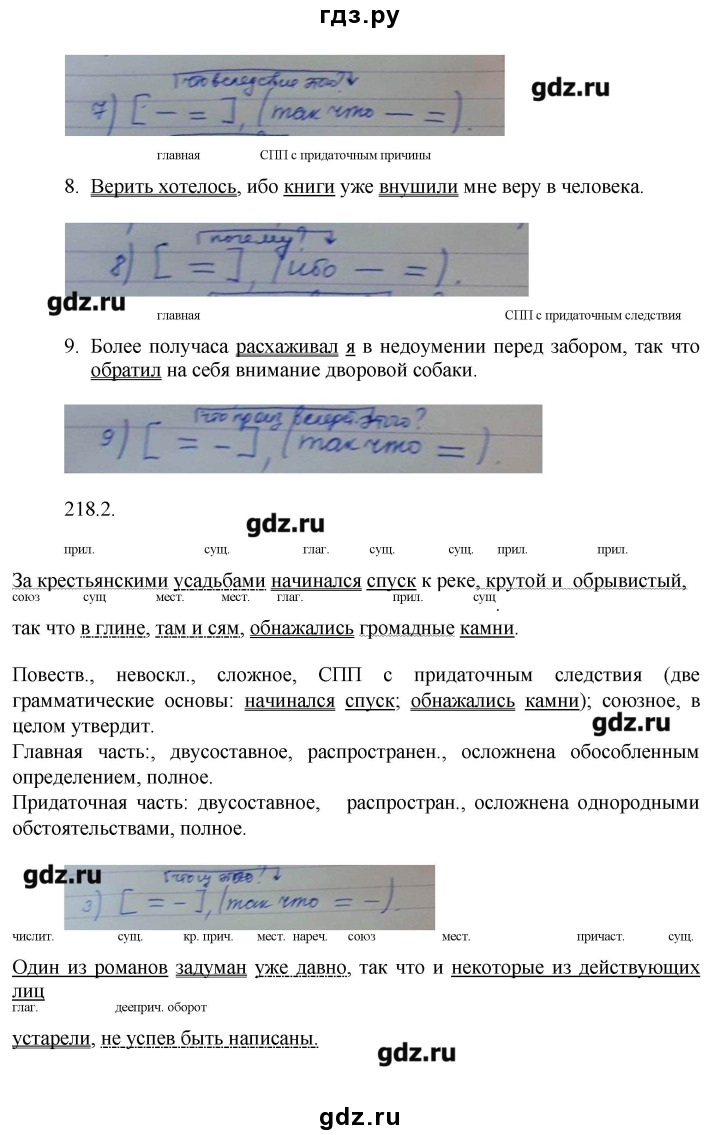 гдз.ру
что вследствие этого?
gdz.ru
7) [ — = ], (так что — =).
главная СПП с придаточным причины
8. Верить хотелось, ибо книги уже внушили мне веру в человека.
почему?
8) [ = ], (ибо — =).
gdz.ru
главная СПП с придаточным следствия
9. Более получаса расхаживал я в недоумении перед забором, так что
обратил на себя внимание дворовой собаки.
этого?
9) [ = - ], (так что = ).
218.2.
gdz.ru
прил. сущ. глаг. сущ. сущ. прил. прил.
За крестьянскими усадьбами начинался спуск к реке, крутой и обрывистый,
союз сущ мест. мест. глаг. прил. сущ
так что в глине, там и сям, обнажались громадные камни.
Повеств., невоскл., сложное, СПП с придаточным следствия (две
грамматические основы: начинался спуск; обнажались камни); союзное, в
целом утвердит.
gdz.ru
Главная часть:, двусоставное, распространен., осложнена обособленным
определением, полное.
Придаточная часть: двусоставное, распростран., осложнена однородными
обстоятельствами, полное.
gdz.ru
3) [ = - ], (так что = -).
числит. сущ. кр. прич. мест. нареч. союз мест. причаст. сущ.
Один из романов задуман уже давно, так что и некоторые из действующих
лиц
глаг. дееприч. оборот
устарели, не успев быть написаны.
gdz.ru
gdz.ru